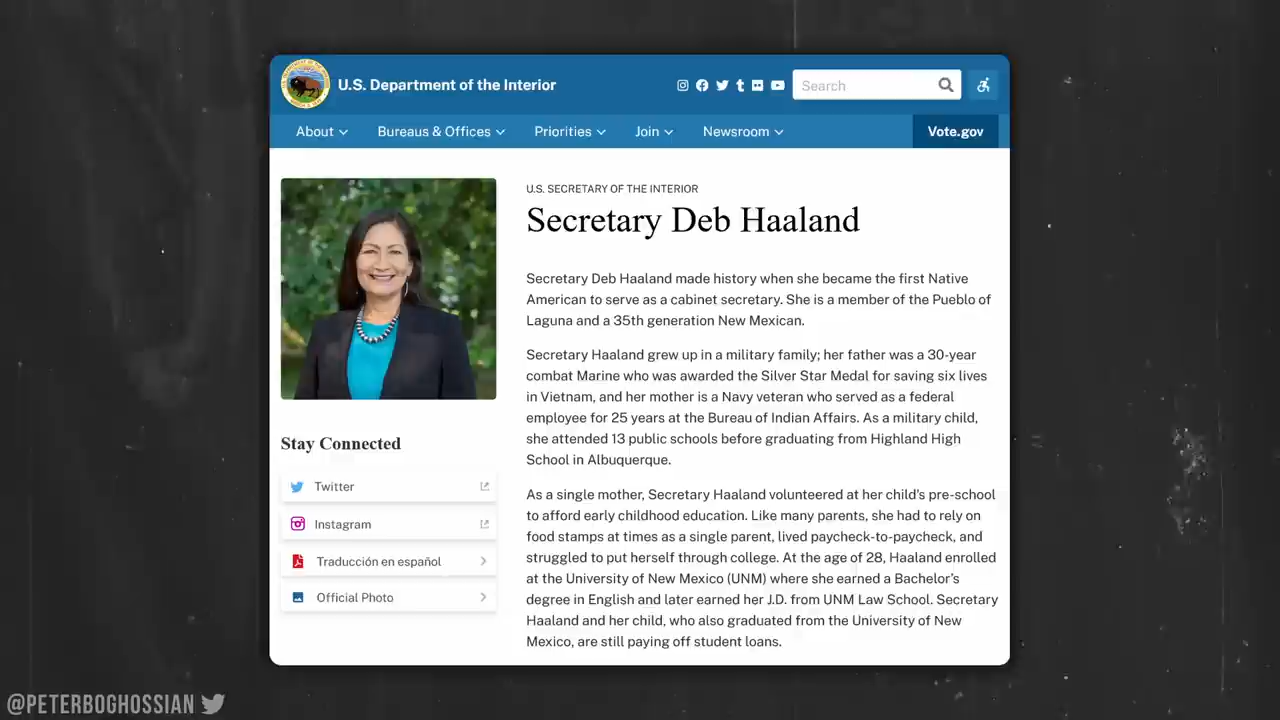 U.S. Department of the Interior
Search
About
Bureaus & Offices
Priorities
Join
Newsroom
Vote.gov
U.S. SECRETARY OF THE INTERIOR
Secretary Deb Haaland
Secretary Deb Haaland made history when she became the first Native
American to serve as a cabinet secretary. She is a member of the Pueblo of
Laguna and a 35th generation New Mexican.
Secretary Haaland grew up in a military family; her father was a 30-year
combat Marine who was awarded the Silver Star Medal for saving six lives
in Vietnam, and her mother is a Navy veteran who served as a federal
employee for 25 years at the Bureau of Indian Affairs. As a military child,
she attended 13 public schools before graduating from Highland High
School in Albuquerque.
As a single mother, Secretary Haaland volunteered at her child's pre-school
to afford early childhood education. Like many parents, she had to rely on
food stamps at times as a single parent, lived paycheck-to-paycheck, and
struggled to put herself through college. At the age of 28, Haaland enrolled
at the University of New Mexico (UNM) where she earned a Bachelor's
degree in English and later earned her J.D. from UNM Law School. Secretary
Haaland and her child, who also graduated from the University of New
Mexico, are still paying off student loans.
Stay Connected
Twitter
Instagram
Traducción en español
Official Photo
@PETERBOGHOSSIAN